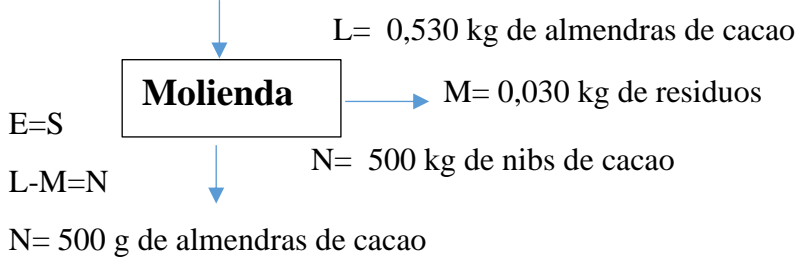 L= 0,530 kg de almendras de cacao
Molienda
M= 0,030 kg de residuos
E=S
N= 500 kg de nibs de cacao
L-M=N
N= 500 g de almendras de cacao